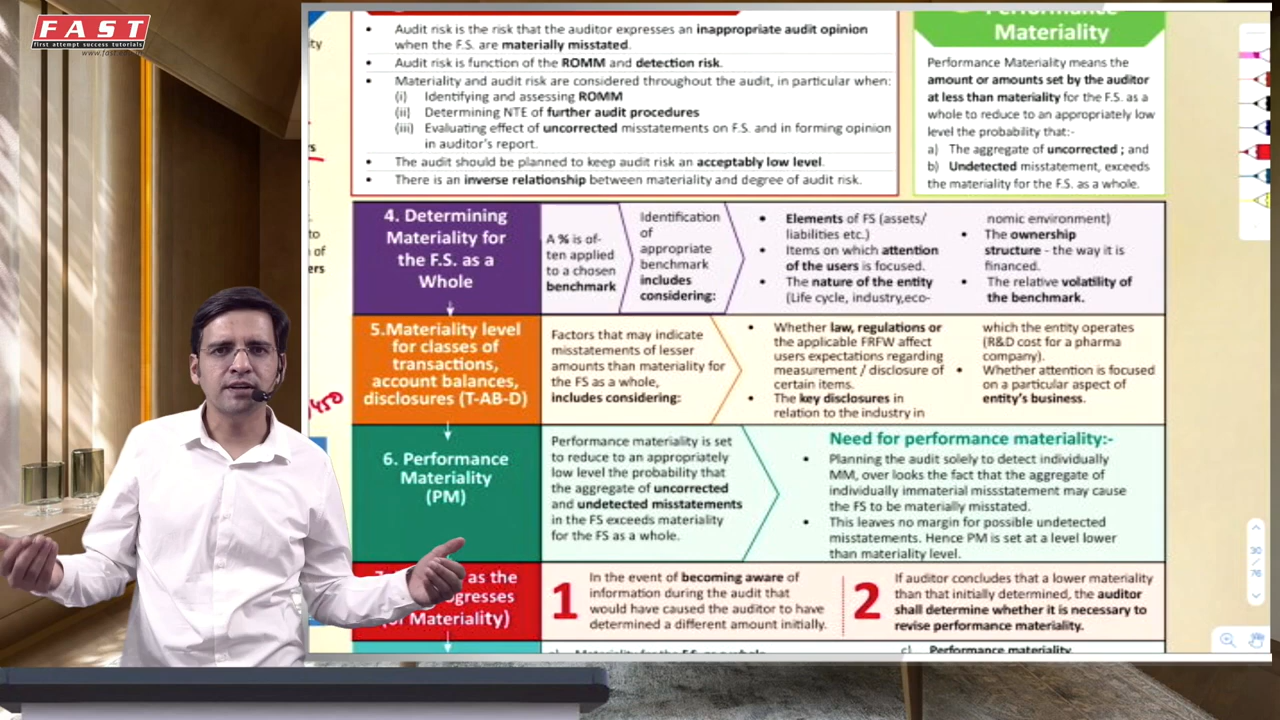 FAST
first attempt success tutorials
Audit risk is the risk that the auditor expresses an inappropriate audit opinion
when the F.S. are materially misstated.
Audit risk is function of the ROMM and detection risk.
Materiality and audit risk are considered throughout the audit, in particular when:
(i) Identifying and assessing ROMM
(ii) Determining NTE of further audit procedures
(iii) Evaluating effect of uncorrected misstatements on F.S. and in forming opinion
in auditor's report.
The audit should be planned to keep audit risk an acceptably low level.
There is an inverse relationship between materiality and degree of audit risk.
Performance
Materiality
Performance Materiality means the
amount or amounts set by the auditor
at less than materiality for the F.S. as a
whole to reduce to an appropriately low
level the probability that:-
a) The aggregate of uncorrected ; and
b) Undetected misstatement, exceeds
the materiality for the F.S. as a whole.
4. Determining
Materiality for
the F.S. as a
Whole
A % is of-
ten applied
to a chosen
benchmark
Identification
of
appropriate
benchmark
includes
considering:
Elements of FS (assets/
liabilities etc.)
Items on which attention
of the users is focused.
The nature of the entity
(Life cycle, industry,eco-
nomic environment)
The ownership
structure - the way it is
financed.
The relative volatility of
the benchmark.
5.Materiality level
for classes of
transactions,
account balances,
disclosures (T-AB-D)
Factors that may indicate
misstatements of lesser
amounts than materiality for
the FS as a whole,
includes considering:
Whether law, regulations or
the applicable FRFW affect
users expectations regarding
measurement / disclosure of
certain items.
The key disclosures in
relation to the industry in
which the entity operates
(R&D cost for a pharma
company).
Whether attention is focused
on a particular aspect of
entity's business.
450
6. Performance
Materiality
(PM)
Performance materiality is set
to reduce to an appropriately
low level the probability that
the aggregate of uncorrected
and undetected misstatements
in the FS exceeds materiality
for the FS as a whole.
Need for performance materiality:-
Planning the audit solely to detect individually
MM, over looks the fact that the aggregate of
individually immaterial missstatement may cause
the FS to be materially misstated.
This leaves no margin for possible undetected
misstatements. Hence PM is set at a level lower
than materiality level.
as the
Materiality)
1
In the event of becoming aware of
information during the audit that
would have caused the auditor to have
determined a different amount initially.
2
If auditor concludes that a lower materiality
than that initially determined, the auditor
shall determine whether it is necessary to
revise performance materiality.
Materiality for the F.S. as a whole
c) Performance materiality
30
/
76